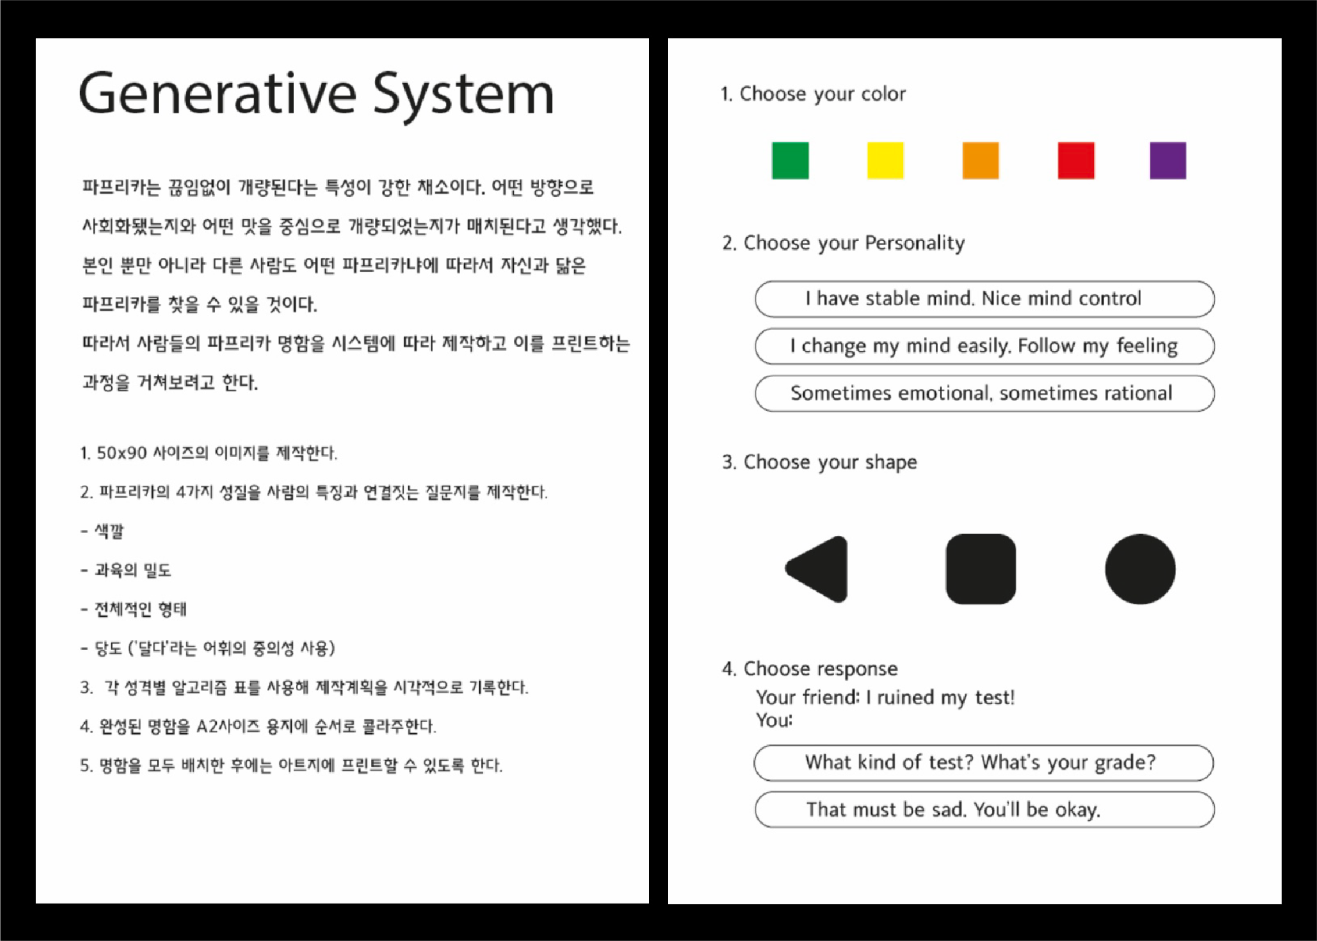 Generative System
파프리카는 끊임없이 개량된다는 특성이 강한 채소이다. 어떤 방향으로
사회화됐는지와 어떤 맛을 중심으로 개량되었는지가 매치된다고 생각했다.
본인 뿐만 아니라 다른 사람도 어떤 파프리카냐에 따라서 자신과 닮은
파프리카를 찾을 수 있을 것이다.
따라서 사람들의 파프리카 명함을 시스템에 따라 제작하고 이를 프린트하는
과정을 거쳐보려고 한다.
1. 50x90 사이즈의 이미지를 제작한다.
2. 파프리카의 4가지 성질을 사람의 특징과 연결짓는 질문지를 제작한다.
- 색깔
- 과육의 밀도
- 전체적인 형태
- 당도 ('달다'라는 어휘의 중의성 사용)
3. 각 성격별 알고리즘 표를 사용해 제작계획을 시각적으로 기록한다.
4. 완성된 명함을 A2사이즈 용지에 순서로 콜라주한다.
5. 명함을 모두 배치한 후에는 아트지에 프린트할 수 있도록 한다.
1. Choose your color
2. Choose your Personality
I have stable mind. Nice mind control
I change my mind easily. Follow my feeling
Sometimes emotional, sometimes rational
3. Choose your shape
4. Choose response
Your friend: I ruined my test!
You:
What kind of test? What's your grade?
That must be sad. You'll be okay.